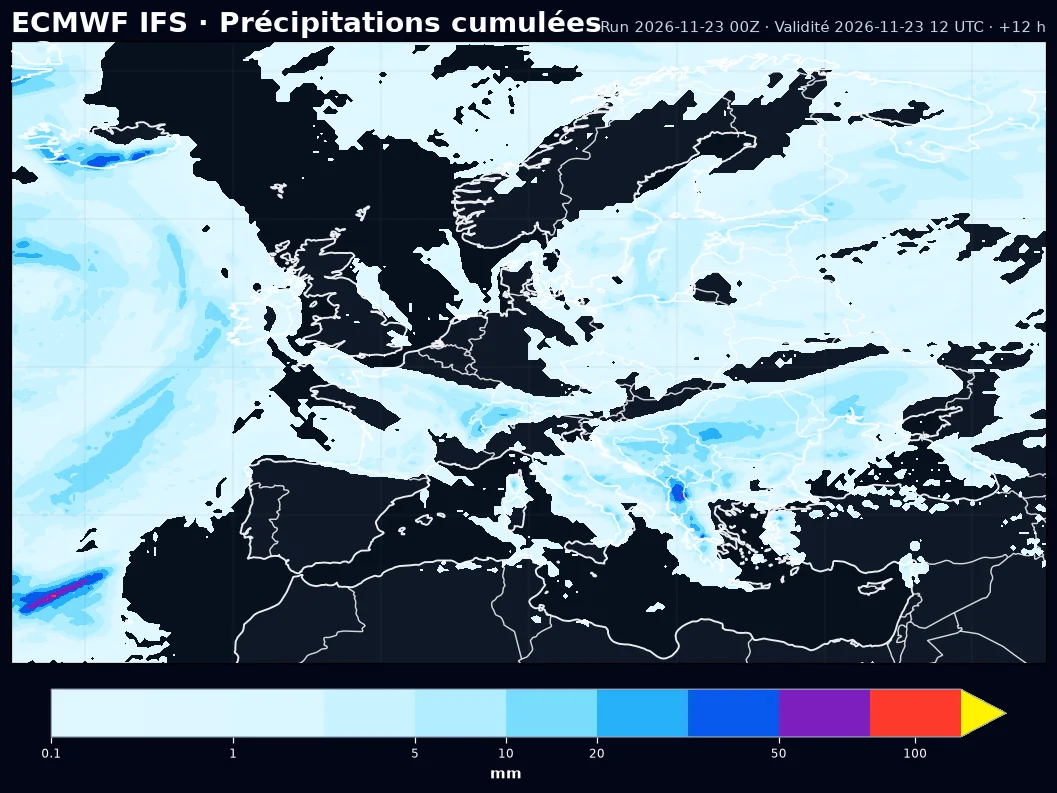 ECMWF IFS · Précipitations cumulées
Run 2026-11-23 00Z · Validité 2026-11-23 12 UTC · +12 h
0.1 1 5 10 20 50 100
mm